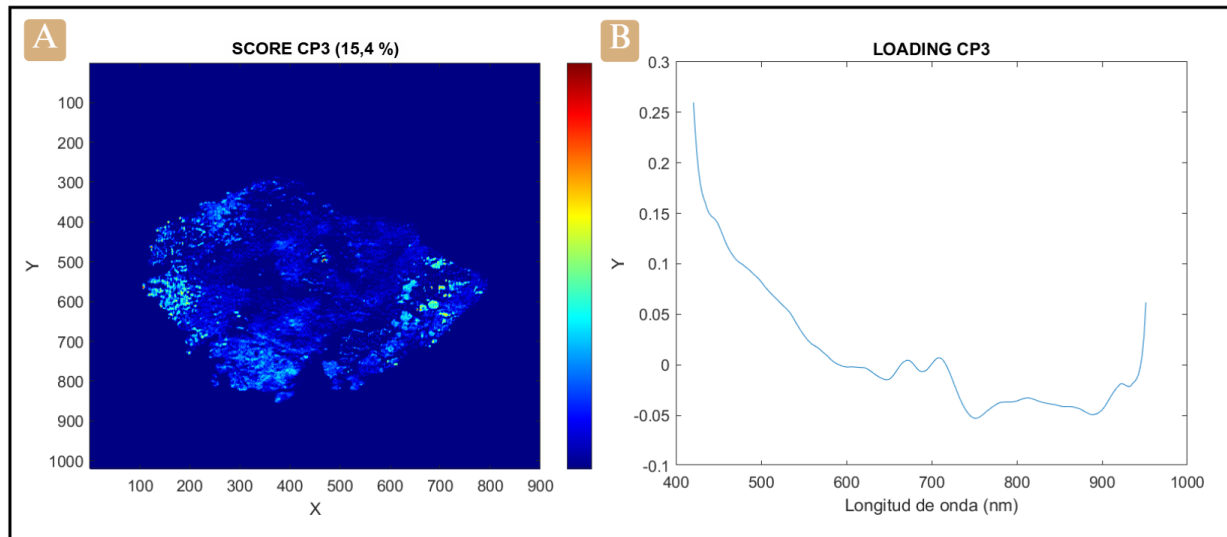 A
SCORE CP3 (15,4 %)
100
200
300
400
500
600
700
800
900
1000
Y
100 200 300 400 500 600 700 800 900
X
B
LOADING CP3
0.3
0.25
0.2
0.15
0.1
0.05
0
-0.05
-0.1
Y
400 500 600 700 800 900 1000
Longitud de onda (nm)